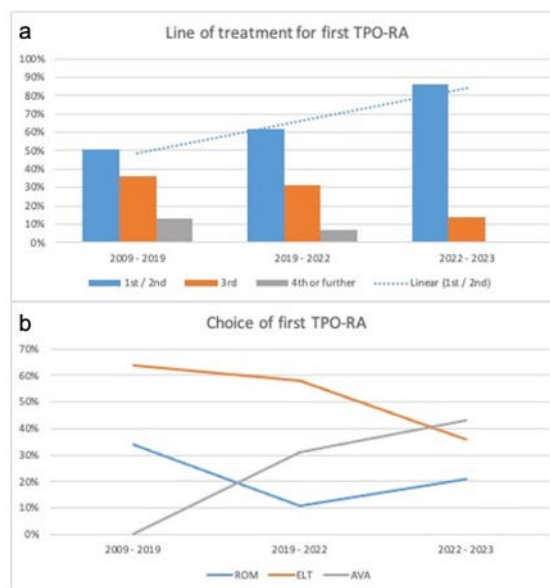 a
Line of treatment for first TPO-RA
100%
90%
80%
70%
60%
50%
40%
30%
20%
10%
0%
2009 - 2019 2019 - 2022 2022 - 2023
1st / 2nd 3rd 4th or further Linear (1st / 2nd)
b
Choice of first TPO-RA
70%
60%
50%
40%
30%
20%
10%
0%
2009 - 2019 2019 - 2022 2022 - 2023
ROM ELT AVA